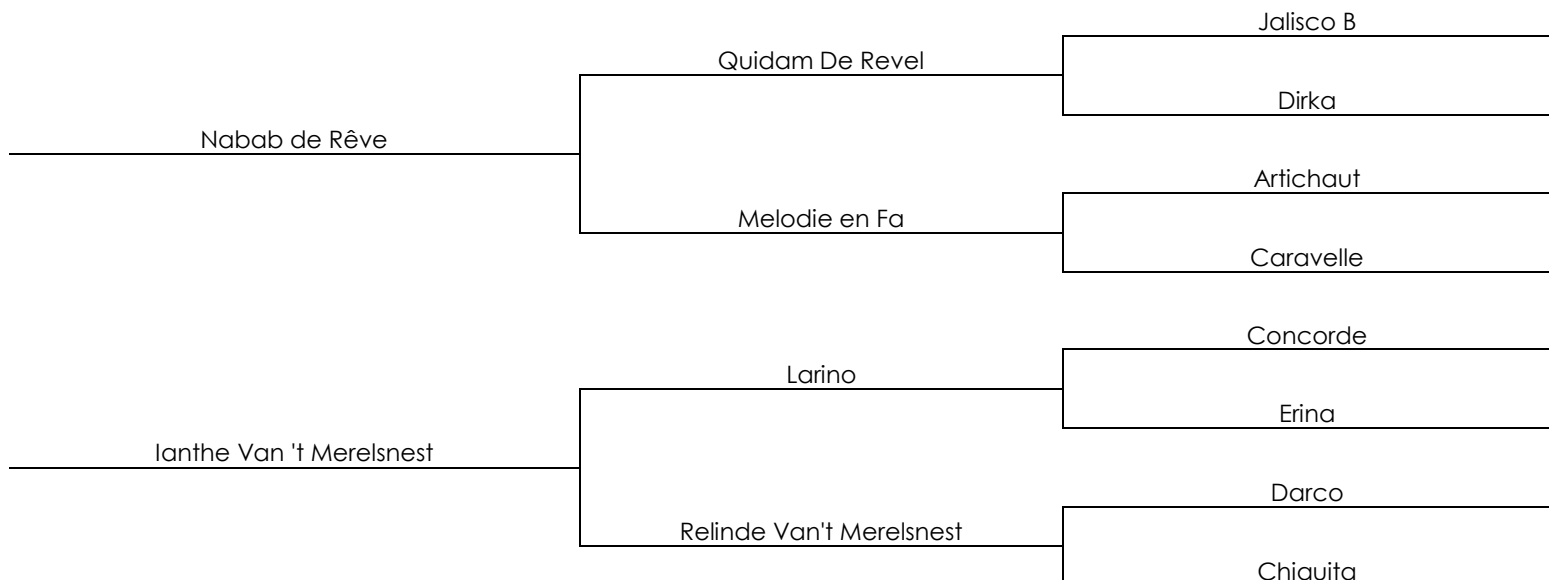 Jalisco B
Quidam De Revel
Dirka
Nabab de Rêve
Artichaut
Melodie en Fa
Caravelle
Concorde
Larino
Erina
Ianthe Van 't Merelsnest
Darco
Relinde Van't Merelsnest
Chiquita